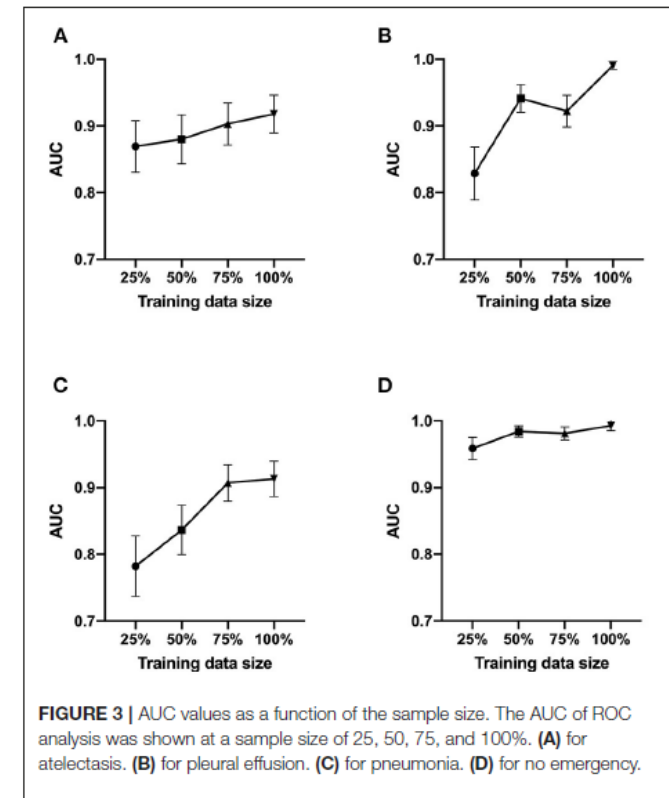 A
B
1.0
0.9
0.8
0.7
AUC
25% 50% 75% 100%
Training data size
1.0
0.9
0.8
0.7
AUC
25% 50% 75% 100%
Training data size
C
D
1.0
0.9
0.8
0.7
AUC
25% 50% 75% 100%
Training data size
1.0
0.9
0.8
0.7
AUC
25% 50% 75% 100%
Training data size
FIGURE 3 | AUC values as a function of the sample size. The AUC of ROC
analysis was shown at a sample size of 25, 50, 75, and 100%. (A) for
atelectasis. (B) for pleural effusion. (C) for pneumonia. (D) for no emergency.